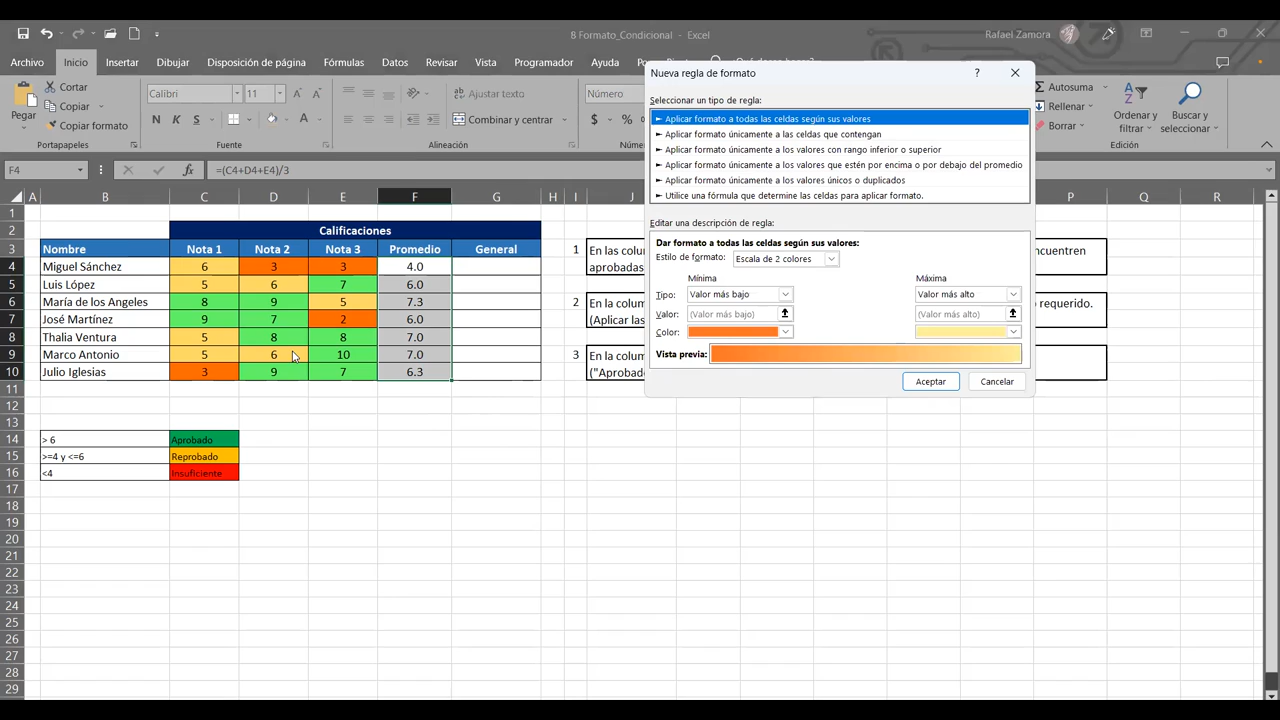 8 Formato_Condicional - Excel
Rafael Zamora
Archivo Inicio Insertar Dibujar Disposición de página Fórmulas Datos Revisar Vista Programador Ayuda
Pegar
Cortar
Copiar
Copiar formato
Portapapeles
Calibri 11
N K S
Fuente
Ajustar texto
Combinar y centrar
Alineación
Número
$ %
Autosuma
Rellenar
Borrar
Ordenar y filtrar
Buscar y seleccionar
Edición
F4 fx =(C4+D4+E4)/3
A B C D E F G H I J P Q R
1
2 Calificaciones
3 Nombre Nota 1 Nota 2 Nota 3 Promedio General
4 Miguel Sánchez 6 3 3 4.0
5 Luis López 5 6 7 6.0
6 María de los Angeles 8 9 5 7.3
7 José Martínez 9 7 2 6.0
8 Thalia Ventura 5 8 8 7.0
9 Marco Antonio 5 6 10 7.0
10 Julio Iglesias 3 9 7 6.3
11
12
13
14 > 6 Aprobado
15 >=4 y <=6 Reprobado
16 <4 Insuficiente
17
18
19
20
21
22
23
24
25
26
27
28
29
1 En las colum
aprobadas
2 En la colum o requerido.
(Aplicar las
3 En la colum
("Aprobad
Nueva regla de formato ?
Seleccionar un tipo de regla:
► Aplicar formato a todas las celdas según sus valores
► Aplicar formato únicamente a las celdas que contengan
► Aplicar formato únicamente a los valores con rango inferior o superior
► Aplicar formato únicamente a los valores que estén por encima o por debajo del promedio
► Aplicar formato únicamente a los valores únicos o duplicados
► Utilice una fórmula que determine las celdas para aplicar formato.
Editar una descripción de regla:
Dar formato a todas las celdas según sus valores:
Estilo de formato: Escala de 2 colores
Mínima Máxima
Tipo: Valor más bajo Valor más alto
Valor: (Valor más bajo) (Valor más alto)
Color:
Vista previa:
Aceptar Cancelar